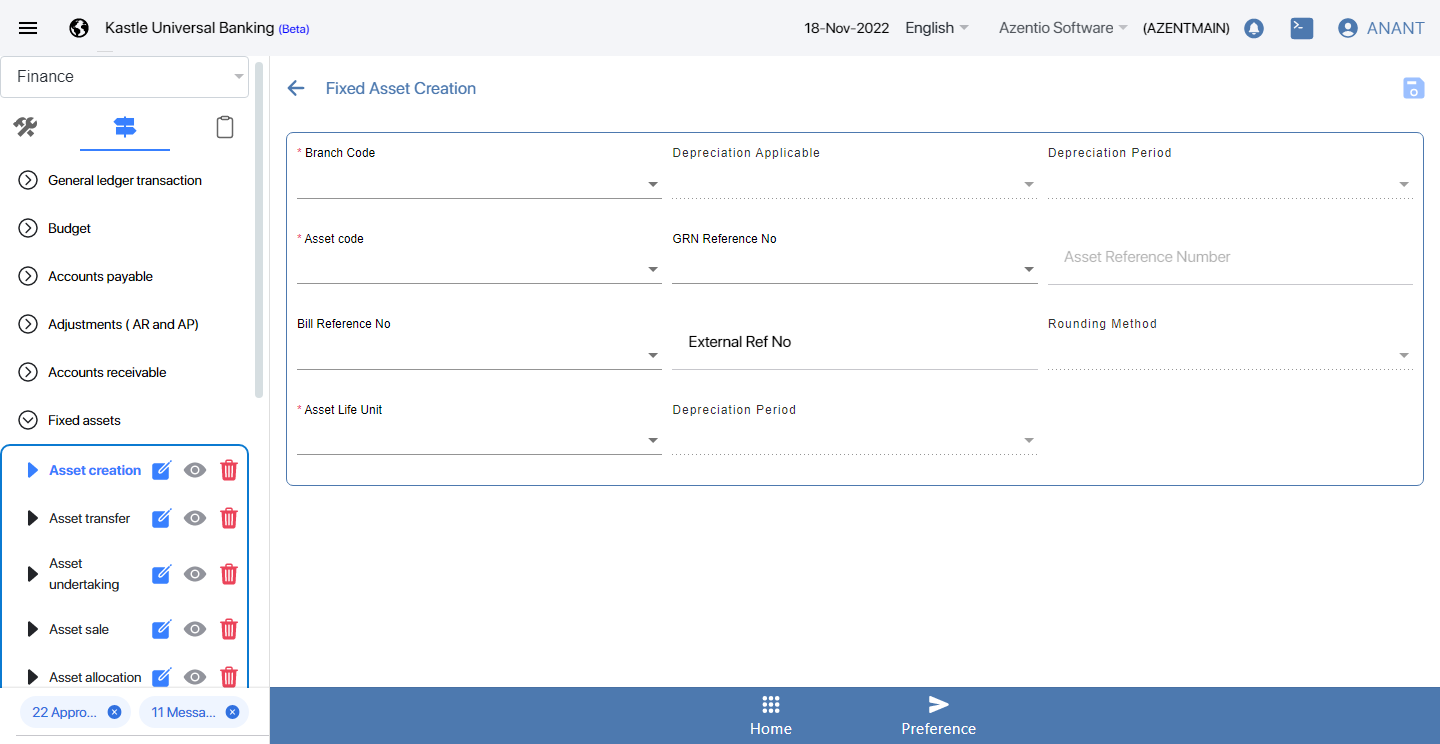 Kastle Universal Banking (Beta)
18-Nov-2022 English Azentio Software (AZENTMAIN) ANANT
Finance
General ledger transaction
Budget
Accounts payable
Adjustments ( AR and AP)
Accounts receivable
Fixed assets
Asset creation
Asset transfer
Asset
undertaking
Asset sale
Asset allocation
22 Appro...
11 Messa...
Fixed Asset Creation
* Branch Code
Depreciation Applicable
Depreciation Period
* Asset code
GRN Reference No
Asset Reference Number
Bill Reference No
External Ref No
Rounding Method
* Asset Life Unit
Depreciation Period
Home
Preference